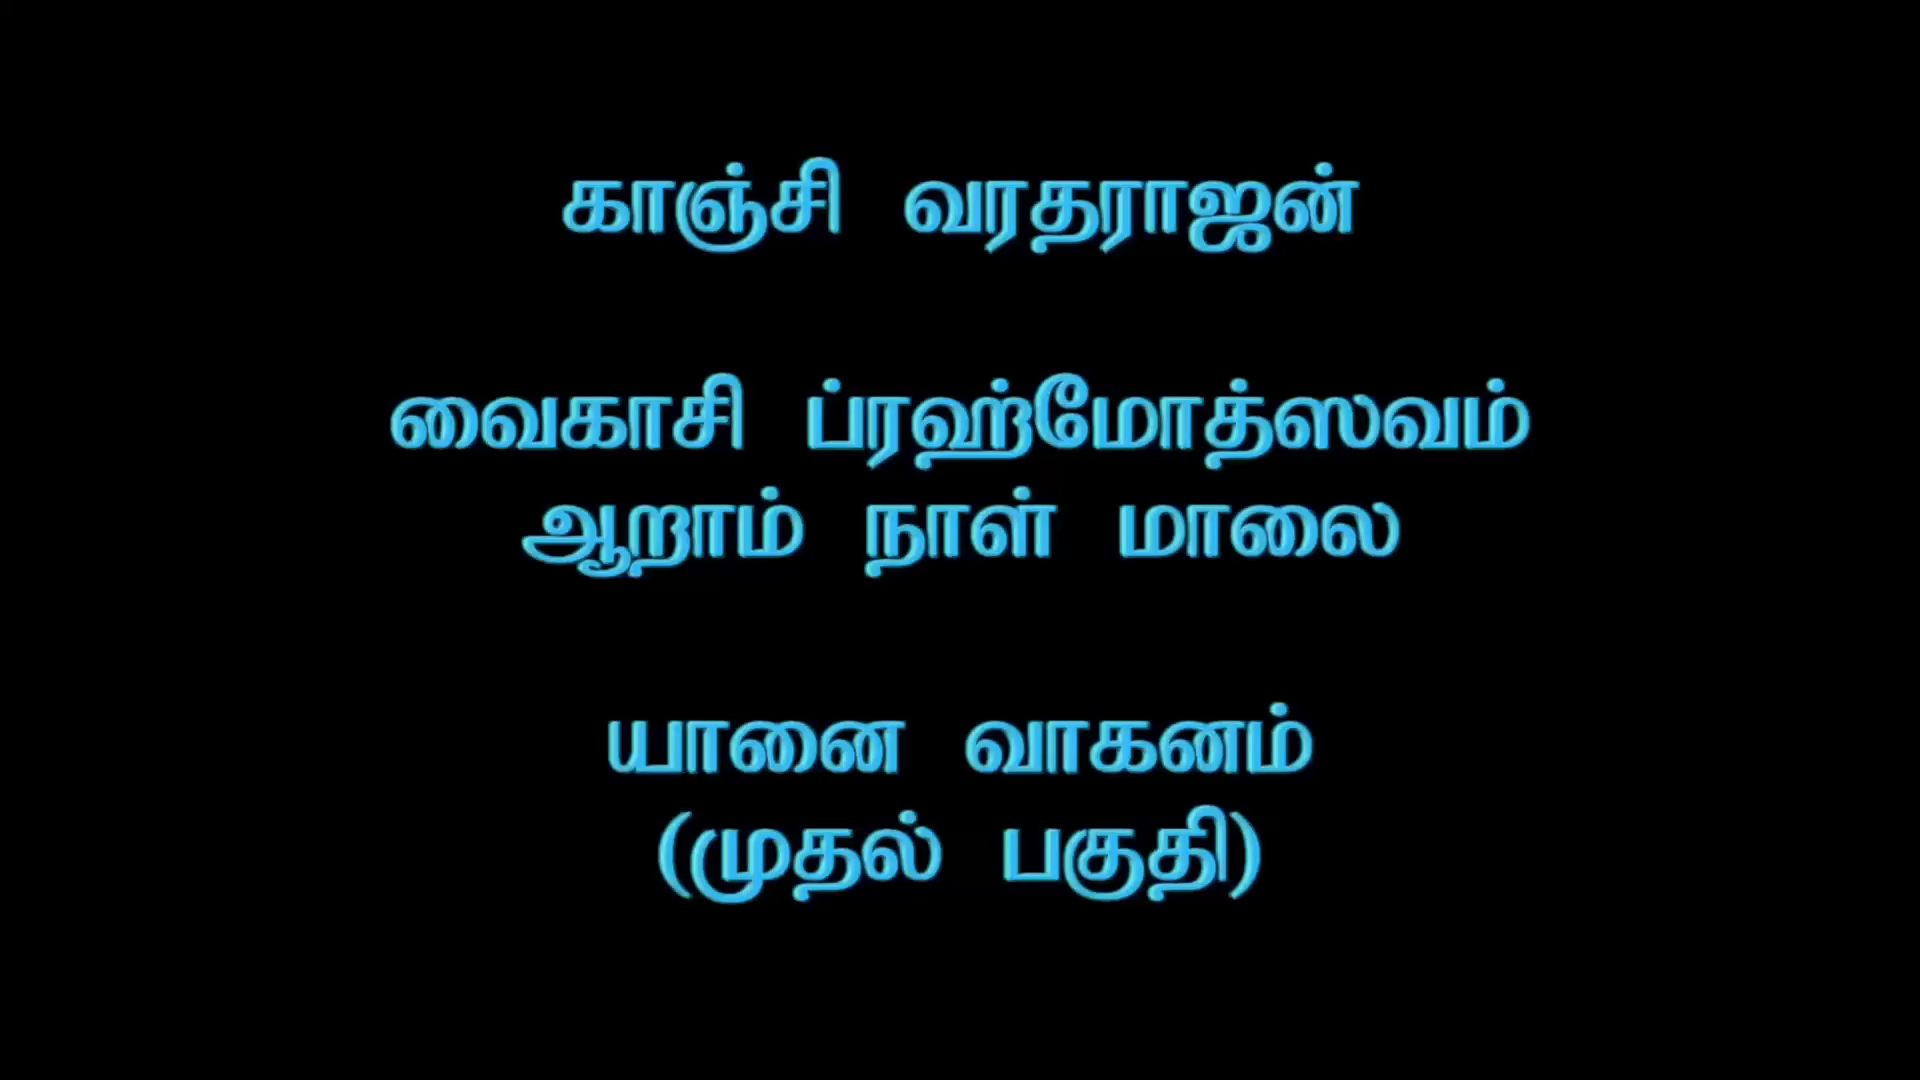 காஞ்சி வரதராஜன்
வைகாசி ப்ரஹ்மோத்ஸவம்
ஆறாம் நாள் மாலை
யானை வாகனம்
(முதல் பகுதி)